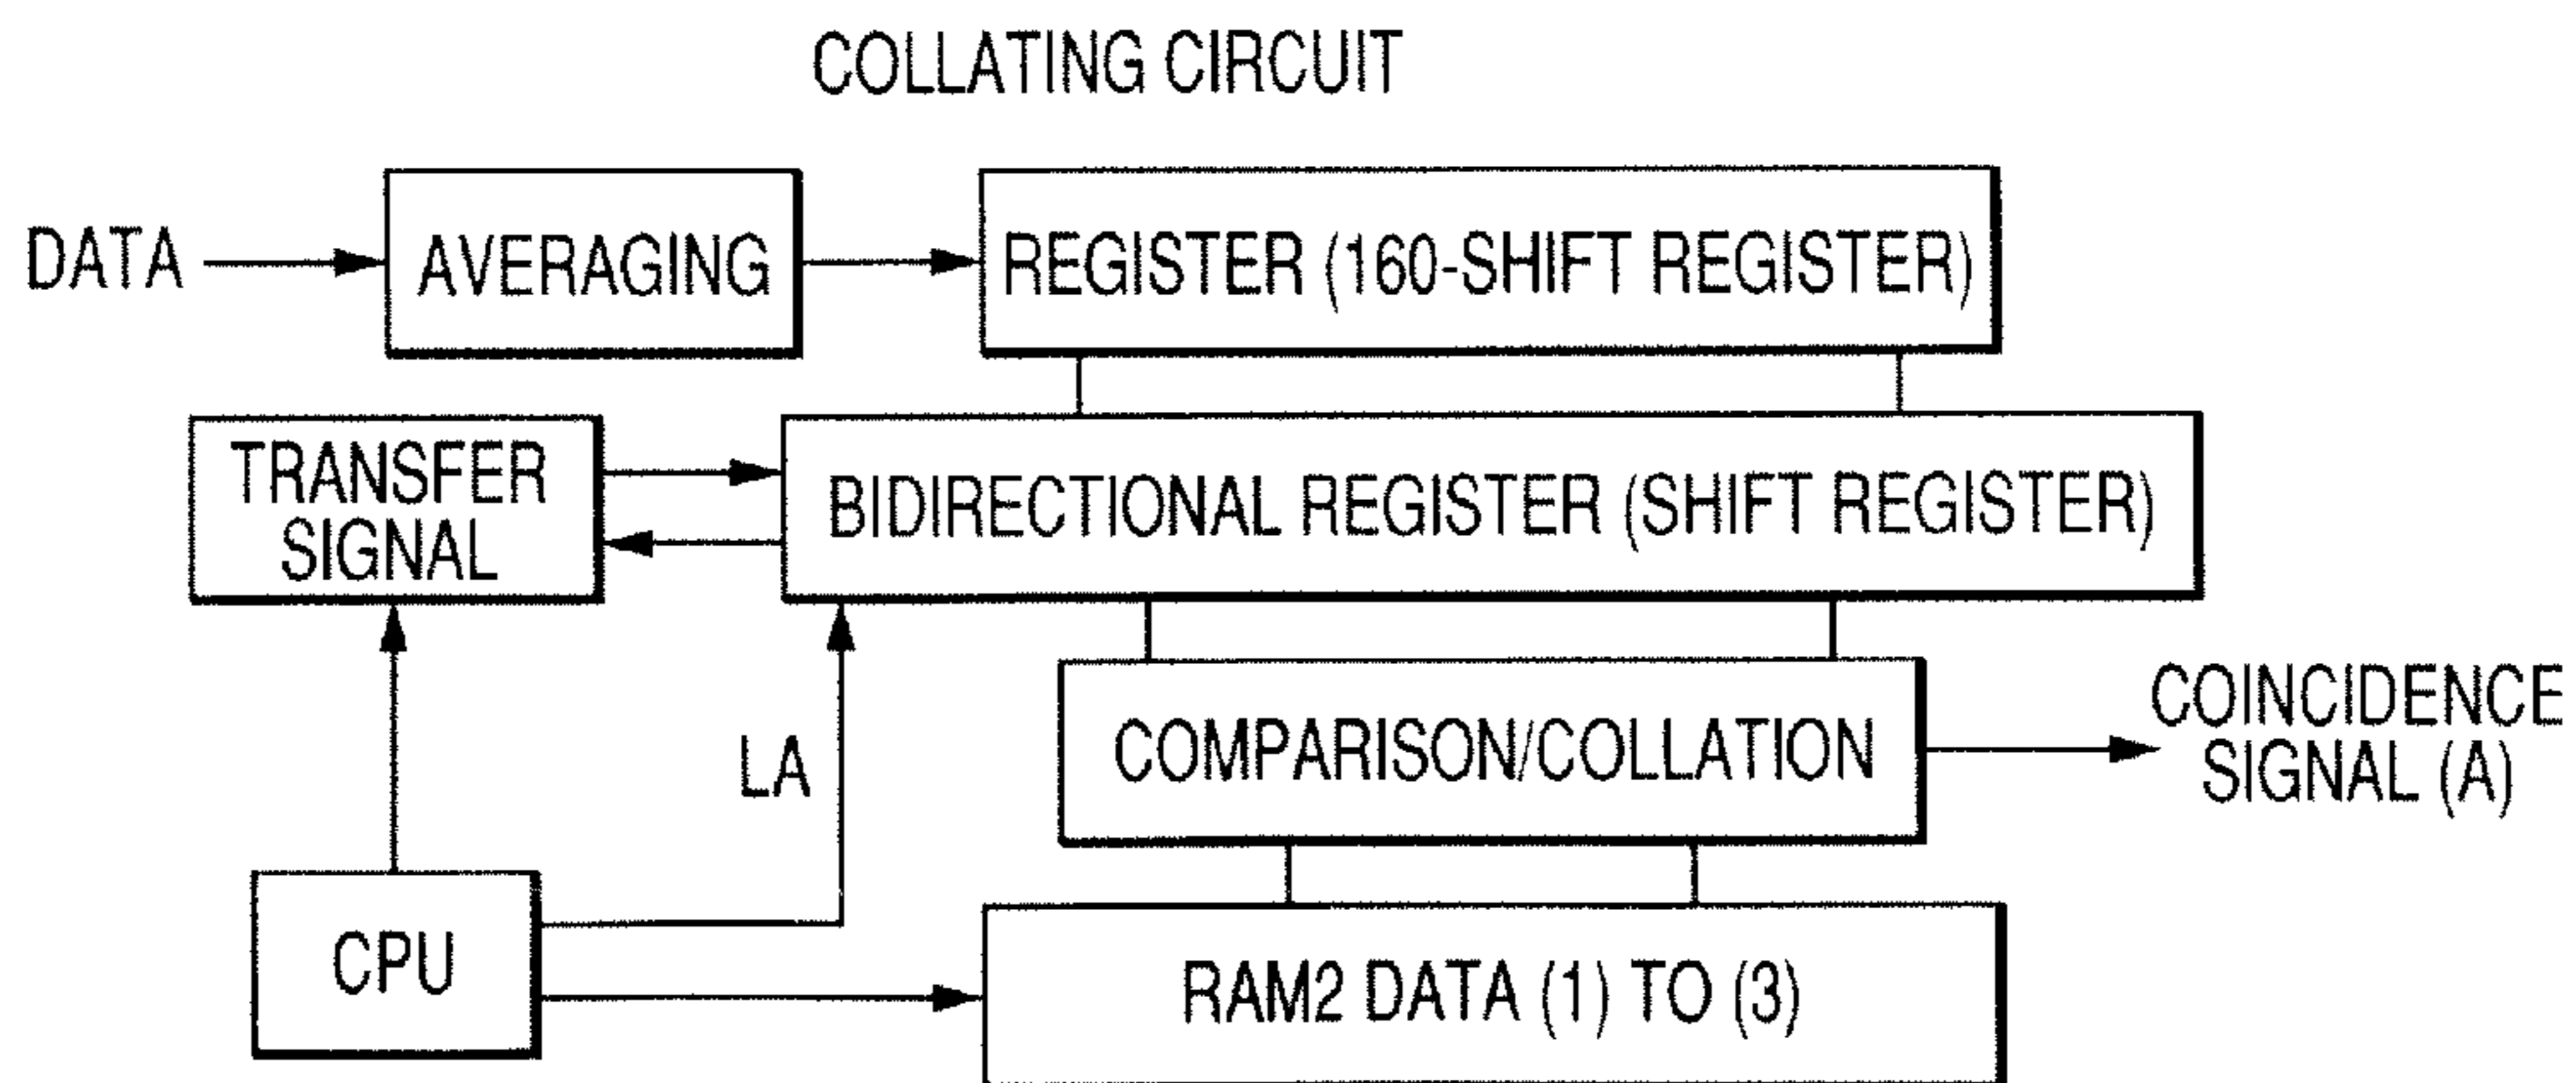 COLLATING CIRCUIT
DATA
AVERAGING
REGISTER (160-SHIFT REGISTER)
TRANSFER
SIGNAL
BIDIRECTIONAL REGISTER (SHIFT REGISTER)
LA
COMPARISON/COLLATION
COINCIDENCE
SIGNAL (A)
CPU
RAM2 DATA (1) TO (3)